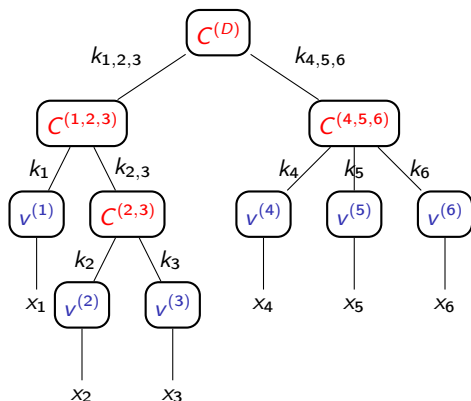 C^{(D)}
k_{1,2,3} k_{4,5,6}
C^{(1,2,3)} C^{(4,5,6)}
k_1 k_{2,3} k_4 k_5 k_6
v^{(1)} C^{(2,3)} v^{(4)} v^{(5)} v^{(6)}
k_2 k_3
x_1 v^{(2)} v^{(3)} x_4 x_5 x_6
x_2 x_3